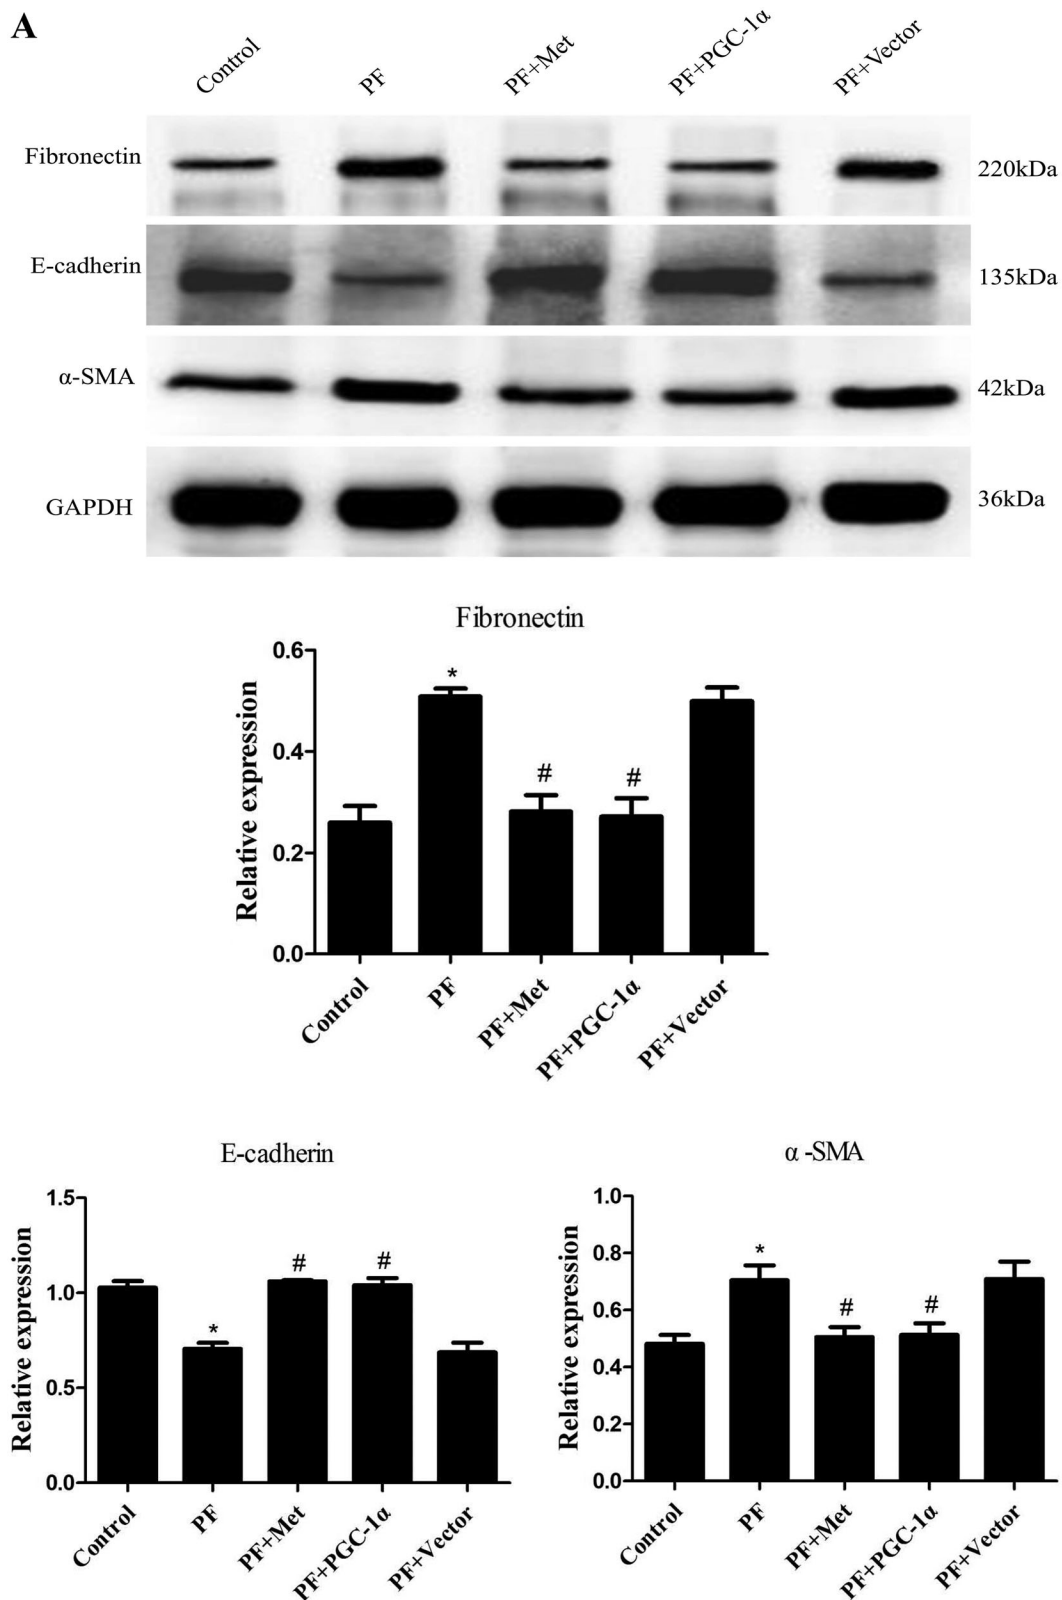 A
Control PF PF+Met PF+PGC-1α PF+Vector
Fibronectin 220kDa
E-cadherin 135kDa
α-SMA 42kDa
GAPDH 36kDa
Fibronectin
Relative expression
0.6
0.4
0.2
0.0
*
#
#
Control PF PF+Met PF+PGC-1α PF+Vector
E-cadherin
Relative expression
1.5
1.0
0.5
0.0
*
#
#
Control PF PF+Met PF+PGC-1α PF+Vector
α -SMA
Relative expression
1.0
0.8
0.6
0.4
0.2
0.0
*
#
#
Control PF PF+Met PF+PGC-1α PF+Vector